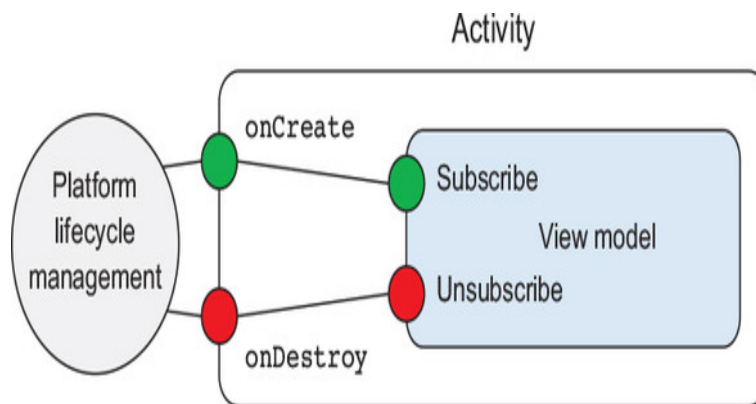 Activity
onCreate
Platform
lifecycle
management
Subscribe
View model
Unsubscribe
onDestroy